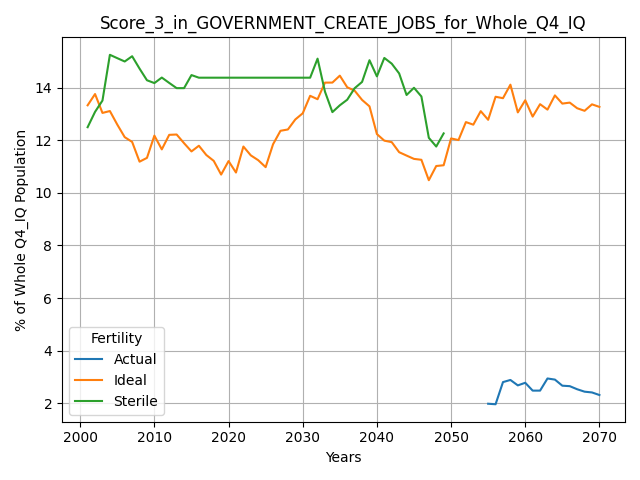 Score_3_in_GOVERNMENT_CREATE_JOBS_for_Whole_Q4_IQ
% of Whole Q4_IQ Population
14
12
10
8
6
4
2
Fertility
Actual
Ideal
Sterile
2000 2010 2020 2030 2040 2050 2060 2070
Years